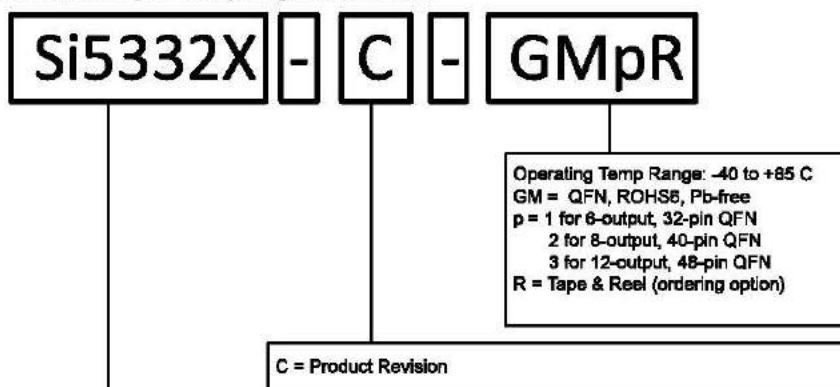 Si5332X - C - GMpR
Operating Temp Range: -40 to +85 C
GM = QFN, ROHS6, Pb-free
p = 1 for 6-output, 32-pin QFN
2 for 8-output, 40-pin QFN
3 for 12-output, 48-pin QFN
R = Tape & Reel (ordering option)
C = Product Revision